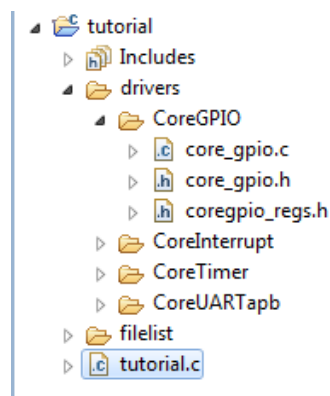 tutorial
Includes
drivers
CoreGPIO
core_gpio.c
core_gpio.h
coregpio_regs.h
CoreInterrupt
CoreTimer
CoreUARTapb
filelist
tutorial.c